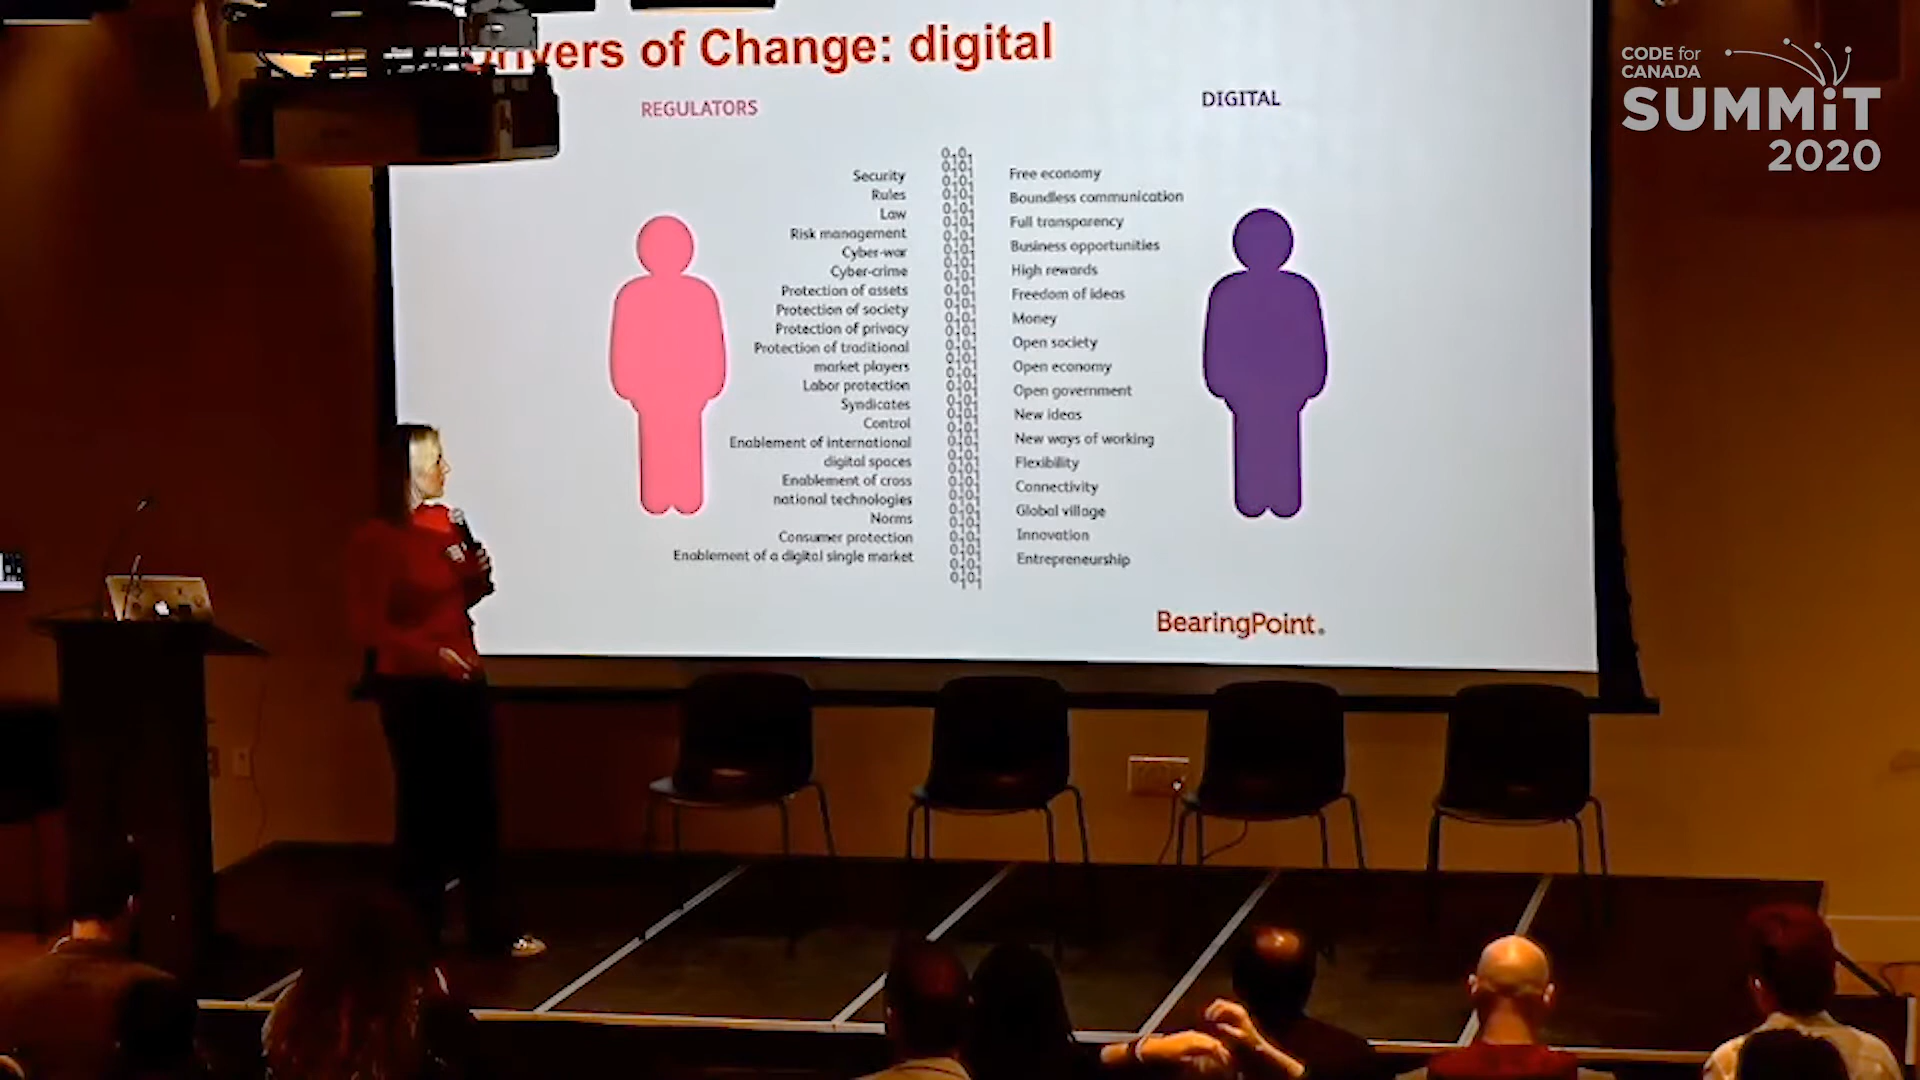 Drivers of Change: digital
CODE for
CANADA
SUMMiT
2020
REGULATORS
Security
Rules
Law
Risk management
Cyber-war
Cyber-crime
Protection of assets
Protection of society
Protection of privacy
Protection of traditional
market players
Labor protection
Syndicates
Control
Enablement of international
digital spaces
Enablement of cross
national technologies
Norms
Consumer protection
Enablement of a digital single market
DIGITAL
Free economy
Boundless communication
Full transparency
Business opportunities
High rewards
Freedom of ideas
Money
Open society
Open economy
Open government
New ideas
New ways of working
Flexibility
Connectivity
Global village
Innovation
Entrepreneurship
BearingPoint.